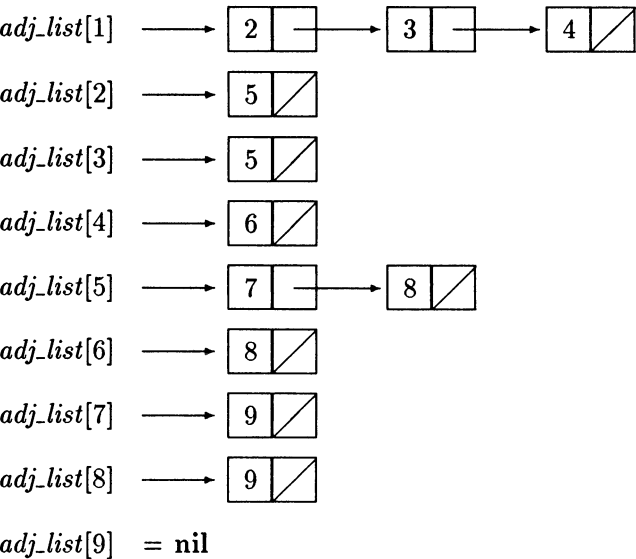 adj_list[1] 2 3 4
adj_list[2] 5
adj_list[3] 5
adj_list[4] 6
adj_list[5] 7 8
adj_list[6] 8
adj_list[7] 9
adj_list[8] 9
adj_list[9] = nil